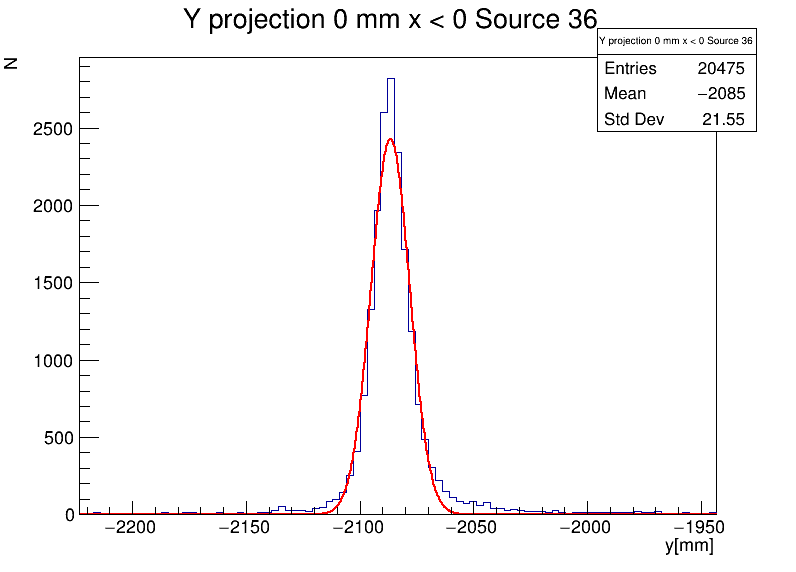 Y projection 0 mm x < 0 Source 36
Y projection 0 mm x < 0 Source 36
Entries 20475
Mean −2085
Std Dev 21.55
N
2500
2000
1500
1000
500
0
−2200 −2150 −2100 −2050 −2000 −1950
y[mm]